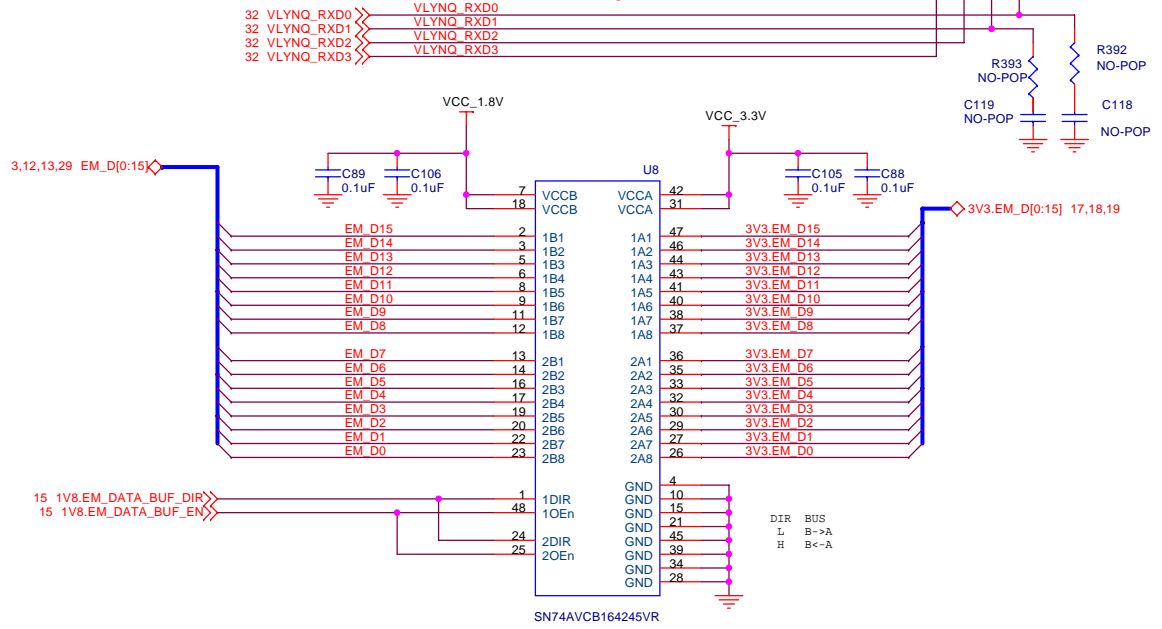 32 VLYNQ_RXD0 VLYNQ_RXD0
32 VLYNQ_RXD1 VLYNQ_RXD1
32 VLYNQ_RXD2 VLYNQ_RXD2
32 VLYNQ_RXD3 VLYNQ_RXD3
R393 NO-POP
R392 NO-POP
C119 NO-POP
C118 NO-POP
VCC_1.8V
VCC_3.3V
3,12,13,29 EM_D[0:15]
C89 0.1uF
C106 0.1uF
C105 0.1uF
C88 0.1uF
U8
3V3.EM_D[0:15] 17,18,19
7 VCCB VCCA 42
18 VCCB VCCA 31
EM_D15 2 1B1 1A1 47 3V3.EM_D15
EM_D14 3 1B2 1A2 46 3V3.EM_D14
EM_D13 5 1B3 1A3 44 3V3.EM_D13
EM_D12 6 1B4 1A4 43 3V3.EM_D12
EM_D11 8 1B5 1A5 41 3V3.EM_D11
EM_D10 9 1B6 1A6 40 3V3.EM_D10
EM_D9 11 1B7 1A7 38 3V3.EM_D9
EM_D8 12 1B8 1A8 37 3V3.EM_D8
EM_D7 13 2B1 2A1 36 3V3.EM_D7
EM_D6 14 2B2 2A2 35 3V3.EM_D6
EM_D5 16 2B3 2A3 33 3V3.EM_D5
EM_D4 17 2B4 2A4 32 3V3.EM_D4
EM_D3 19 2B5 2A5 30 3V3.EM_D3
EM_D2 20 2B6 2A6 29 3V3.EM_D2
EM_D1 22 2B7 2A7 27 3V3.EM_D1
EM_D0 23 2B8 2A8 26 3V3.EM_D0
GND 4
15 1V8.EM_DATA_BUF_DIR 1 1DIR GND 10
15 1V8.EM_DATA_BUF_EN 48 1OEn GND 15
GND 21
24 2DIR GND 45
25 2OEn GND 39
GND 34
GND 28
DIR BUS
L B->A
H B<-A
SN74AVCB164245VR